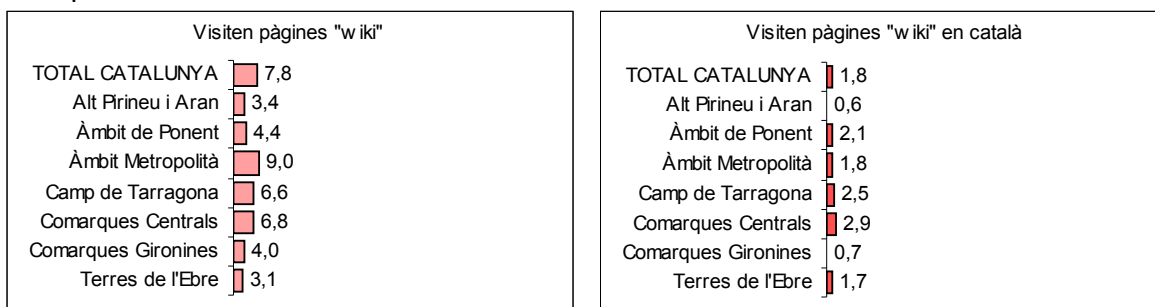 Visiten pàgines "wiki"
TOTAL CATALUNYA 7,8
Alt Pirineu i Aran 3,4
Àmbit de Ponent 4,4
Àmbit Metropolità 9,0
Camp de Tarragona 6,6
Comarques Centrals 6,8
Comarques Gironines 4,0
Terres de l'Ebre 3,1
Visiten pàgines "wiki" en català
TOTAL CATALUNYA 1,8
Alt Pirineu i Aran 0,6
Àmbit de Ponent 2,1
Àmbit Metropolità 1,8
Camp de Tarragona 2,5
Comarques Centrals 2,9
Comarques Gironines 0,7
Terres de l'Ebre 1,7